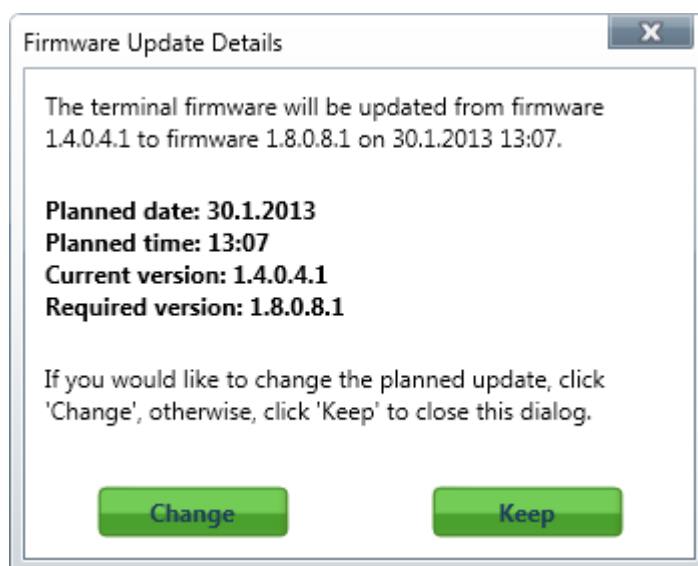 Firmware Update Details
The terminal firmware will be updated from firmware
1.4.0.4.1 to firmware 1.8.0.8.1 on 30.1.2013 13:07.
Planned date: 30.1.2013
Planned time: 13:07
Current version: 1.4.0.4.1
Required version: 1.8.0.8.1
If you would like to change the planned update, click
'Change', otherwise, click 'Keep' to close this dialog.
Change Keep